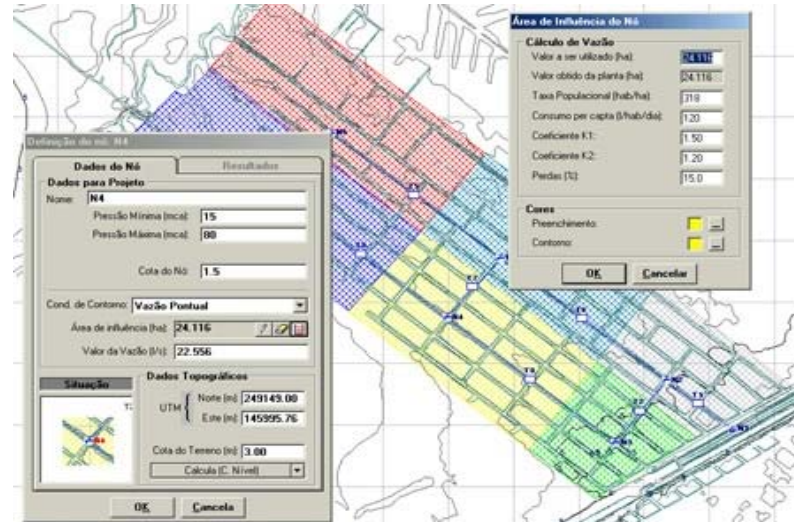 Área de Influência do Nó
Cálculo de Vazão
Valor a ser utilizado (ha): 24.116
Valor obtido da planta (ha): 24.116
Taxa Populacional (hab/ha): 318
Consumo per capta (l/hab/dia): 120
Coeficiente K1: 1.50
Coeficiente K2: 1.20
Perdas (%): 15.0
Cores
Preenchimento: ...
Contorno: ...
OK Cancelar
Definição do nó: N4
Dados do Nó Resultados
Dados para Projeto
Nome: N4
Pressão Mínima (mca): 15
Pressão Máxima (mca): 80
Cota do Nó: 1.5
Cond. de Contorno: Vazão Pontual
Área de influência (ha): 24.116
Valor da Vazão (l/s): 22.556
Situação
Dados Topográficos
UTM { Norte (m): 249149.00
Este (m): 145995.76
Cota do Terreno (m): 3.00
Calcula (C. Nível)
OK Cancela
N4
N2